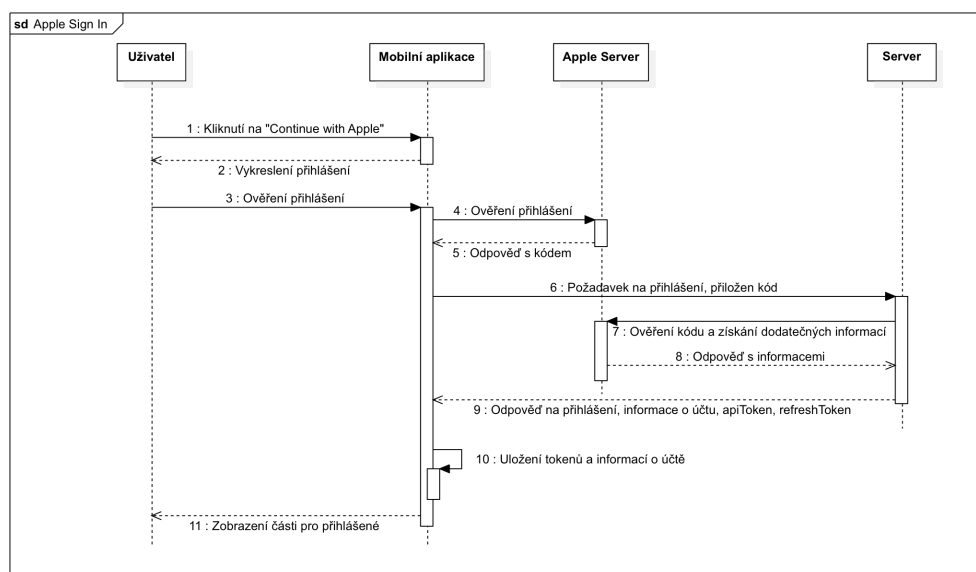 sd Apple Sign In
Uživatel
Mobilní aplikace
Apple Server
Server
1 : Kliknutí na "Continue with Apple"
2 : Vykreslení přihlášení
3 : Ověření přihlášení
4 : Ověření přihlášení
5 : Odpověď s kódem
6 : Požadavek na přihlášení, přiložen kód
7 : Ověření kódu a získání dodatečných informací
8 : Odpověď s informacemi
9 : Odpověď na přihlášení, informace o účtu, apiToken, refreshToken
10 : Uložení tokenů a informací o účtě
11 : Zobrazení části pro přihlášené